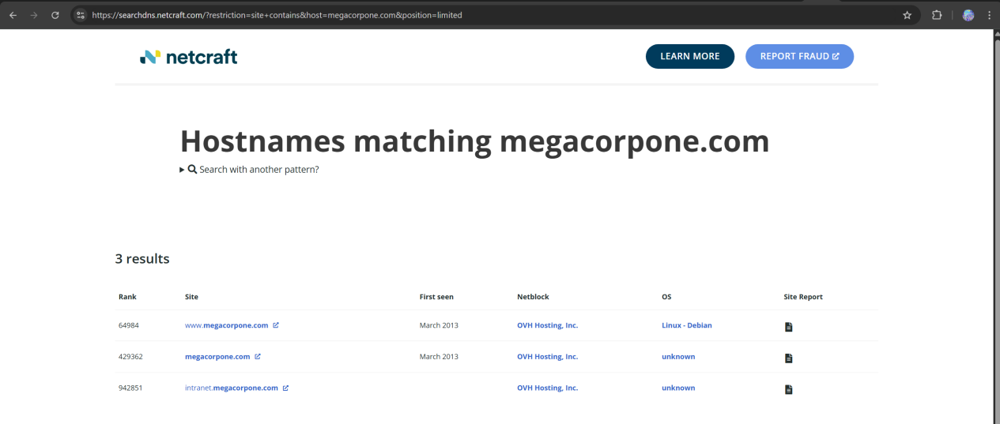 https://searchdns.netcraft.com/?restriction=site+contains&host=megacorpone.com&position=limited
netcraft
LEARN MORE
REPORT FRAUD
Hostnames matching megacorpone.com
Search with another pattern?
3 results
Rank Site First seen Netblock OS Site Report
64984 www.megacorpone.com March 2013 OVH Hosting, Inc. Linux - Debian
429362 megacorpone.com March 2013 OVH Hosting, Inc. unknown
942851 intranet.megacorpone.com OVH Hosting, Inc. unknown